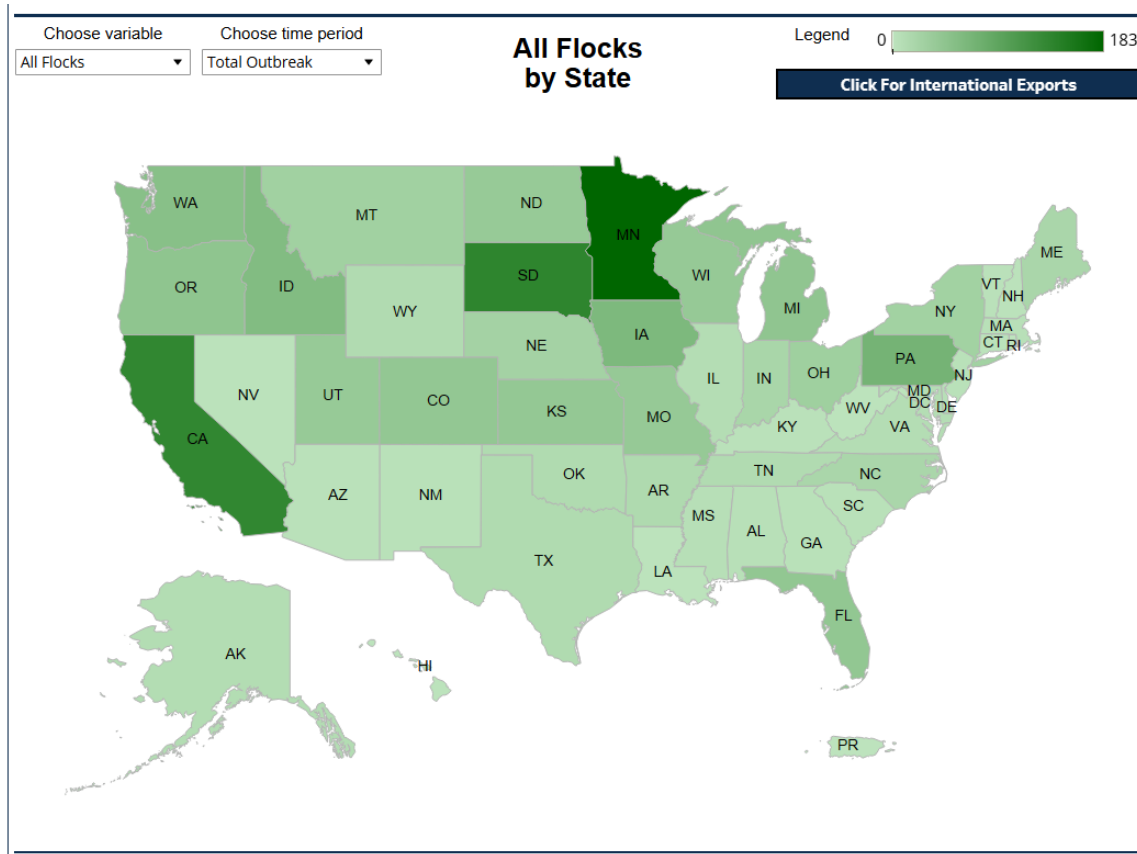 Choose variable
Choose time period
All Flocks
Total Outbreak
All Flocks
by State
Legend
0
183
Click For International Exports
WA
MT
ND
MN
OR
ID
SD
WI
WY
MI
NY
VT
NH
ME
MA
CT
RI
IA
NE
PA
NJ
NV
UT
CO
KS
MO
IL
IN
OH
MD
DC
DE
WV
VA
KY
CA
AZ
NM
OK
AR
TN
NC
SC
MS
AL
GA
TX
LA
FL
AK
HI
PR